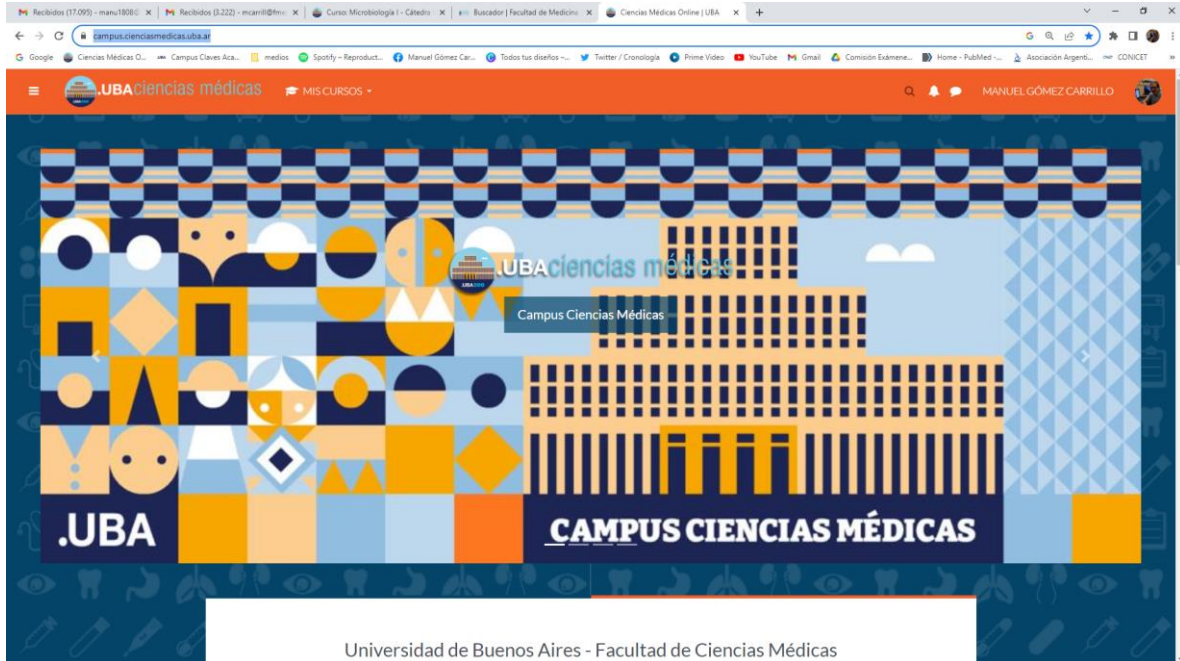 Recibidos (17.095) - manu1808@
Recibidos (3.222) - mcarrill@fme
Curso: Microbiología I - Cátedra
Buscador | Facultad de Medicina
Ciencias Médicas Online | UBA
campus.cienciasmedicas.uba.ar
Google
Ciencias Médicas O...
Campus Claves Aca...
medios
Spotify – Reproduct...
Manuel Gómez Car...
Todos tus diseños –...
Twitter / Cronología
Prime Video
YouTube
Gmail
Comisión Exámene...
Home - PubMed -...
Asociación Argenti...
CONICET
.UBAciencias médicas
MIS CURSOS
MANUEL GÓMEZ CARRILLO
.UBAciencias médicas
UBA200
Campus Ciencias Médicas
.UBA
CAMPUS CIENCIAS MÉDICAS
Universidad de Buenos Aires - Facultad de Ciencias Médicas